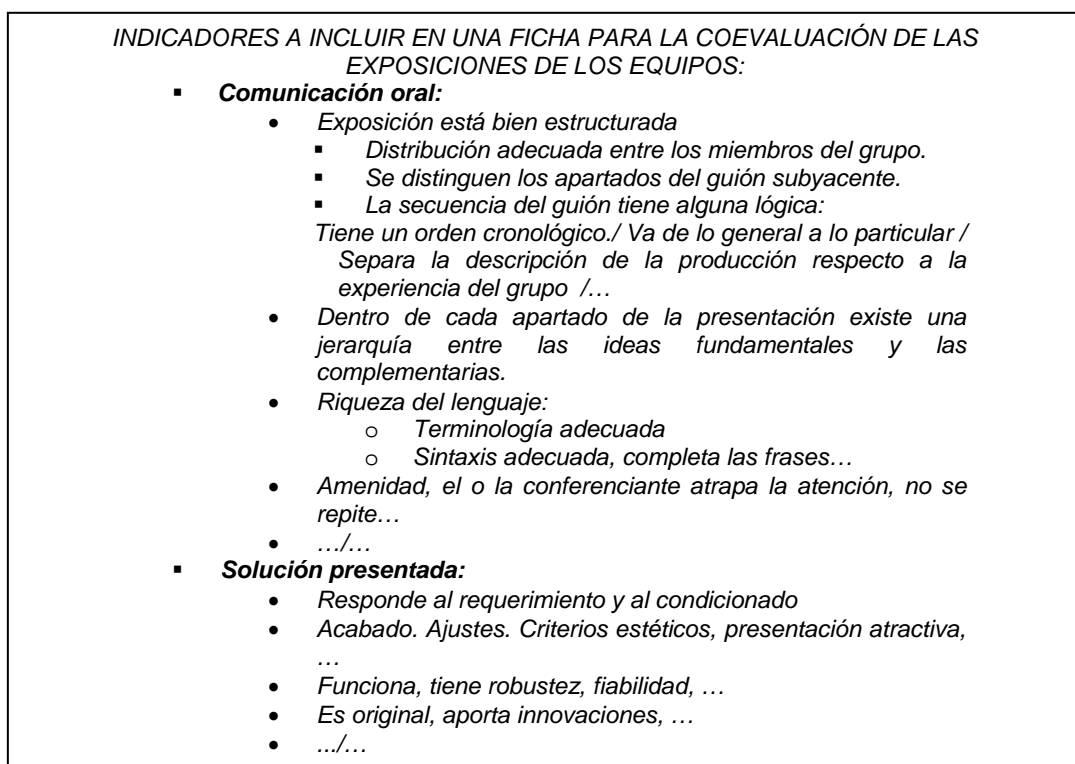 INDICADORES A INCLUIR EN UNA FICHA PARA LA COEVALUACIÓN DE LAS
EXPOSICIONES DE LOS EQUIPOS:
▪ Comunicación oral:
• Exposición está bien estructurada
▪ Distribución adecuada entre los miembros del grupo.
▪ Se distinguen los apartados del guión subyacente.
▪ La secuencia del guión tiene alguna lógica:
Tiene un orden cronológico./ Va de lo general a lo particular /
Separa la descripción de la producción respecto a la
experiencia del grupo /…
• Dentro de cada apartado de la presentación existe una
jerarquía entre las ideas fundamentales y las
complementarias.
• Riqueza del lenguaje:
o Terminología adecuada
o Sintaxis adecuada, completa las frases…
• Amenidad, el o la conferenciante atrapa la atención, no se
repite…
• …/…
▪ Solución presentada:
• Responde al requerimiento y al condicionado
• Acabado. Ajustes. Criterios estéticos, presentación atractiva,
…
• Funciona, tiene robustez, fiabilidad, …
• Es original, aporta innovaciones, …
• .../…